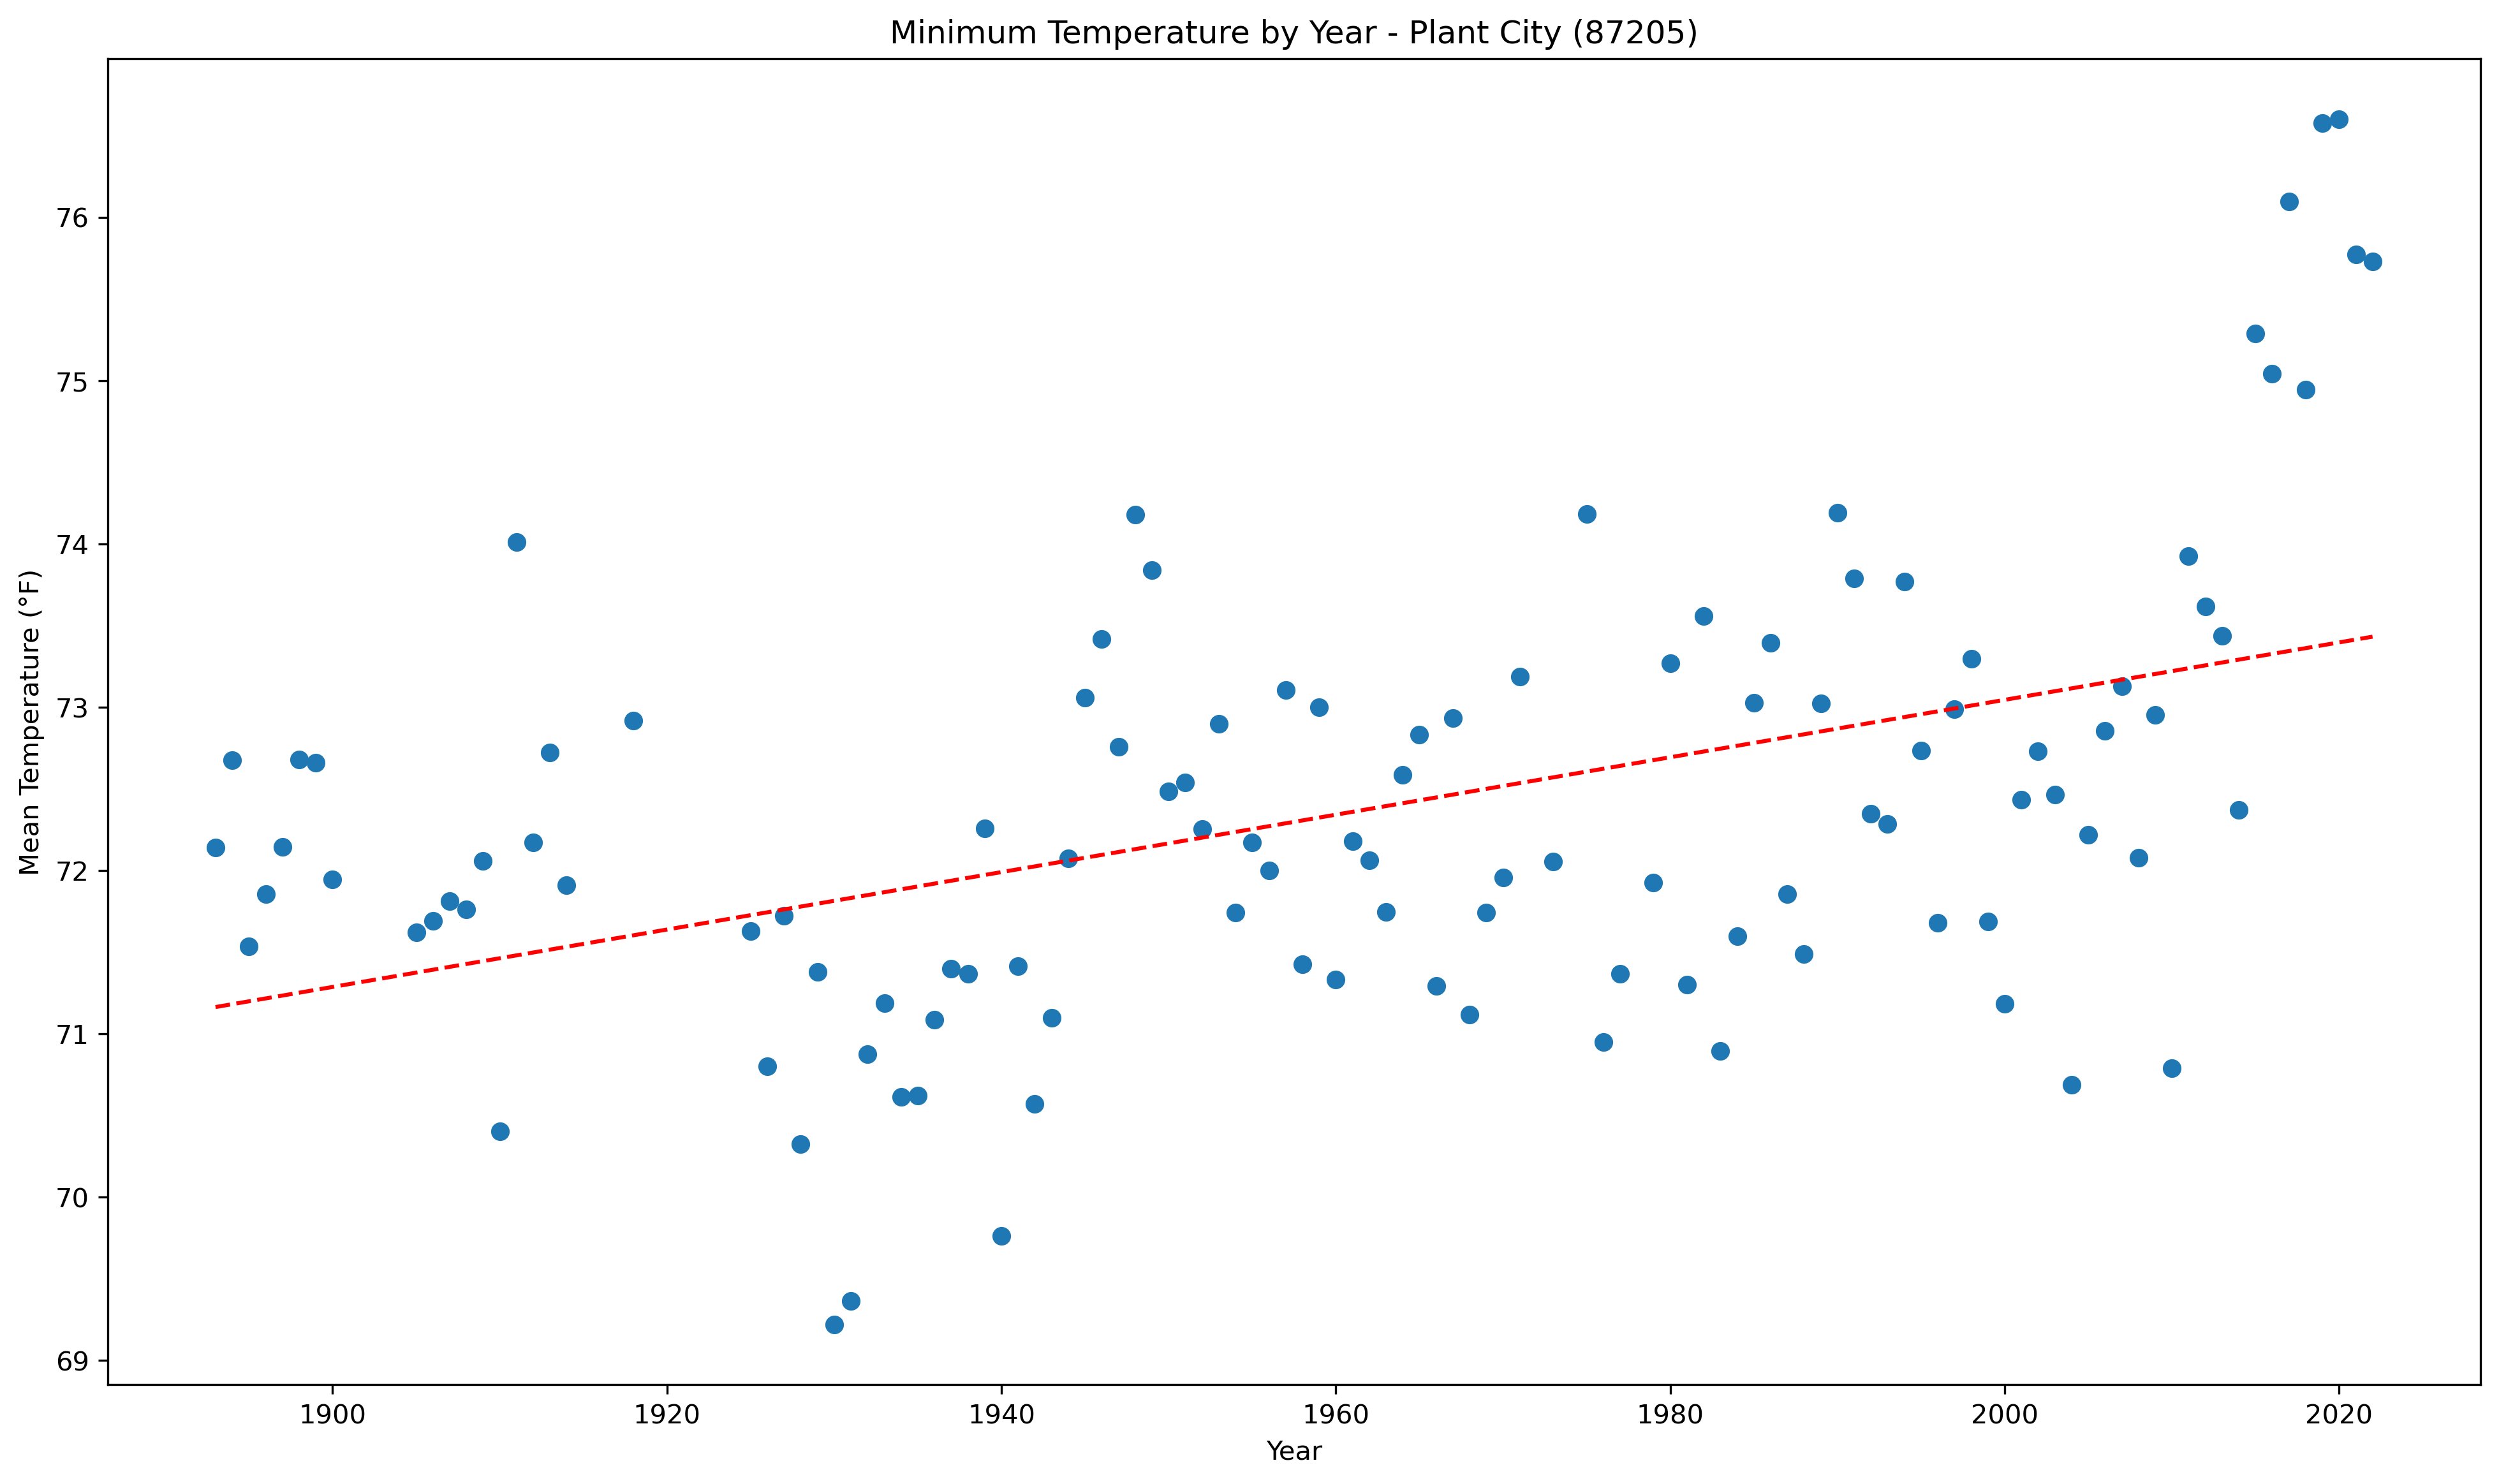 Minimum Temperature by Year - Plant City (87205)
Mean Temperature (°F)
76
75
74
73
72
71
70
69
1900 1920 1940 1960 1980 2000 2020
Year